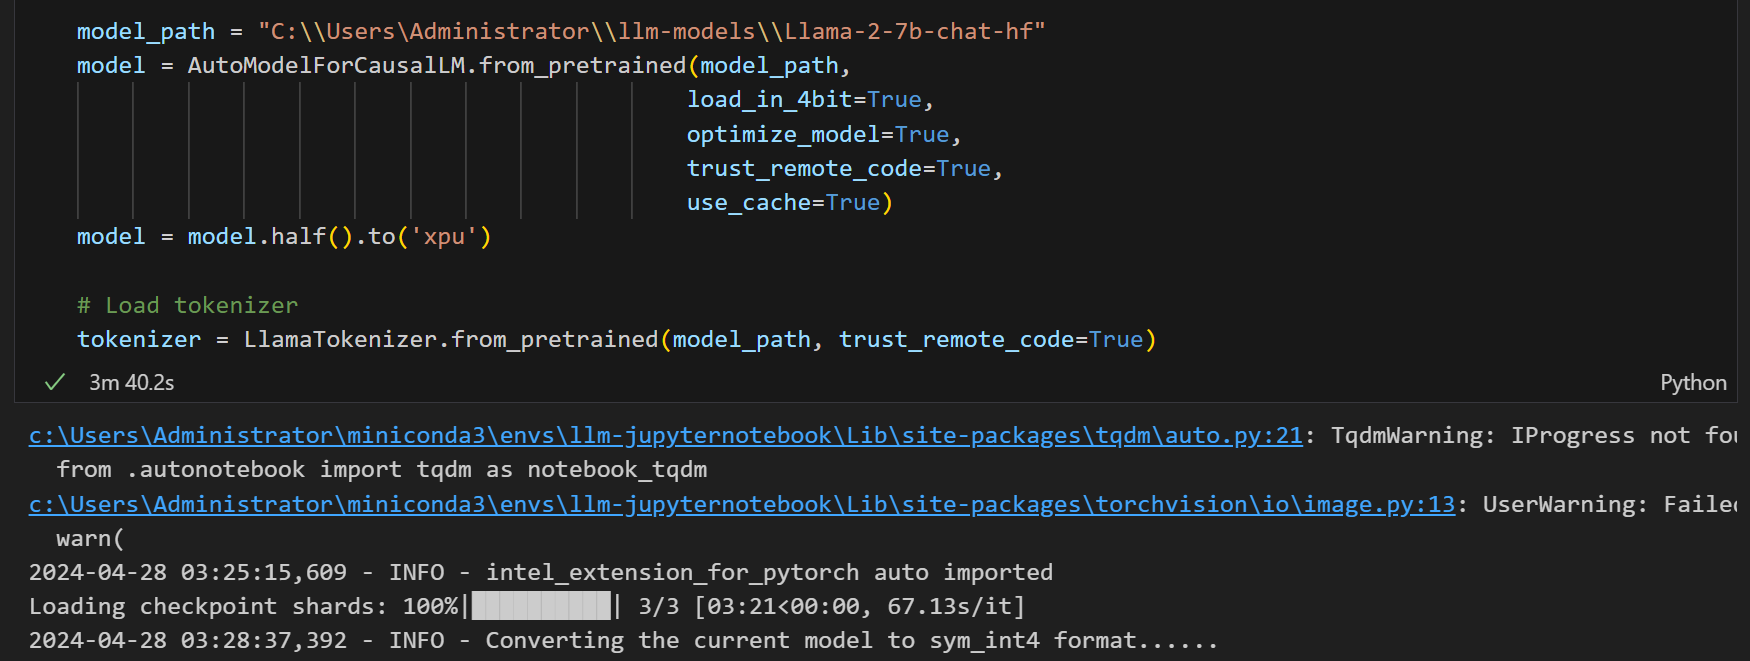 model_path = "C:\\Users\Administrator\\llm-models\\Llama-2-7b-chat-hf"
model = AutoModelForCausalLM.from_pretrained(model_path,
load_in_4bit=True,
optimize_model=True,
trust_remote_code=True,
use_cache=True)
model = model.half().to('xpu')
# Load tokenizer
tokenizer = LlamaTokenizer.from_pretrained(model_path, trust_remote_code=True)
3m 40.2s
Python
c:\Users\Administrator\miniconda3\envs\llm-jupyternotebook\Lib\site-packages\tqdm\auto.py:21: TqdmWarning: IProgress not
from .autonotebook import tqdm as notebook_tqdm
c:\Users\Administrator\miniconda3\envs\llm-jupyternotebook\Lib\site-packages\torchvision\io\image.py:13: UserWarning: Failed
warn(
2024-04-28 03:25:15,609 - INFO - intel_extension_for_pytorch auto imported
Loading checkpoint shards: 100%|██████████| 3/3 [03:21<00:00, 67.13s/it]
2024-04-28 03:28:37,392 - INFO - Converting the current model to sym_int4 format......